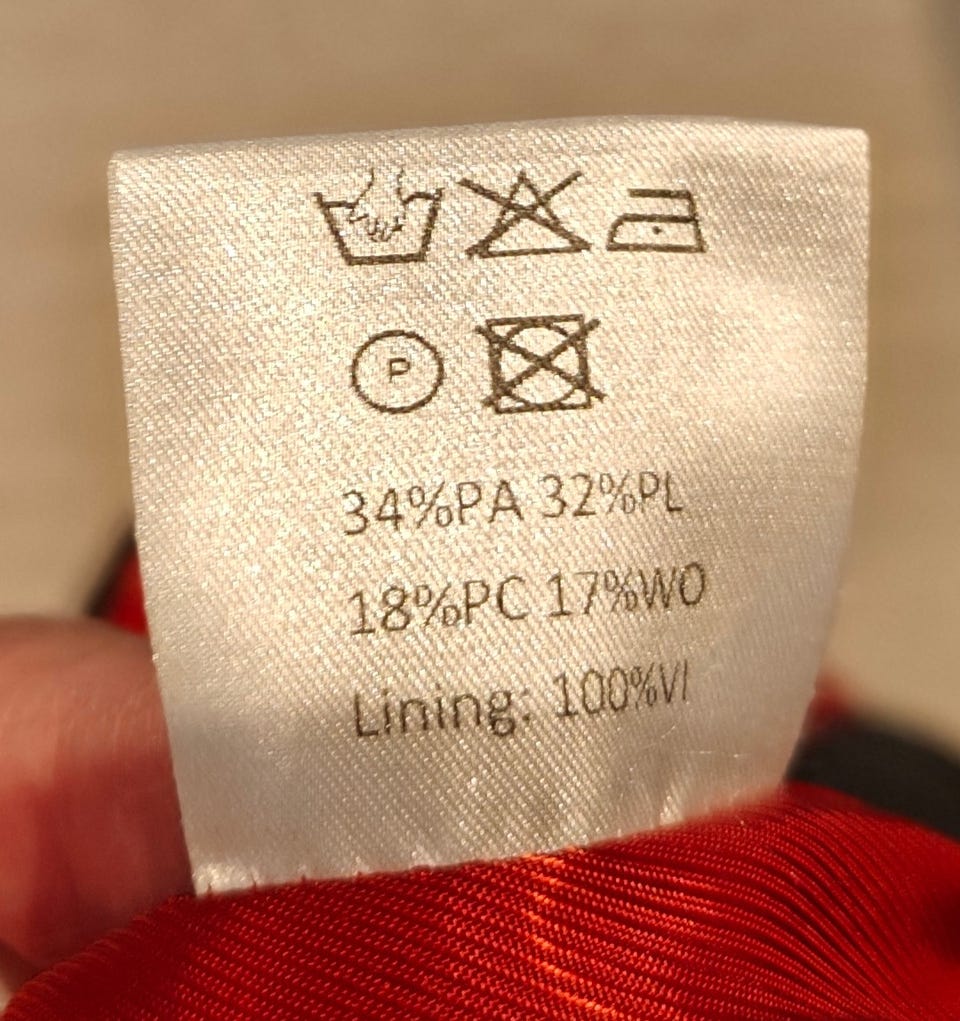 P
34%PA 32%PL
18%PC 17%WO
Lining: 100%VI